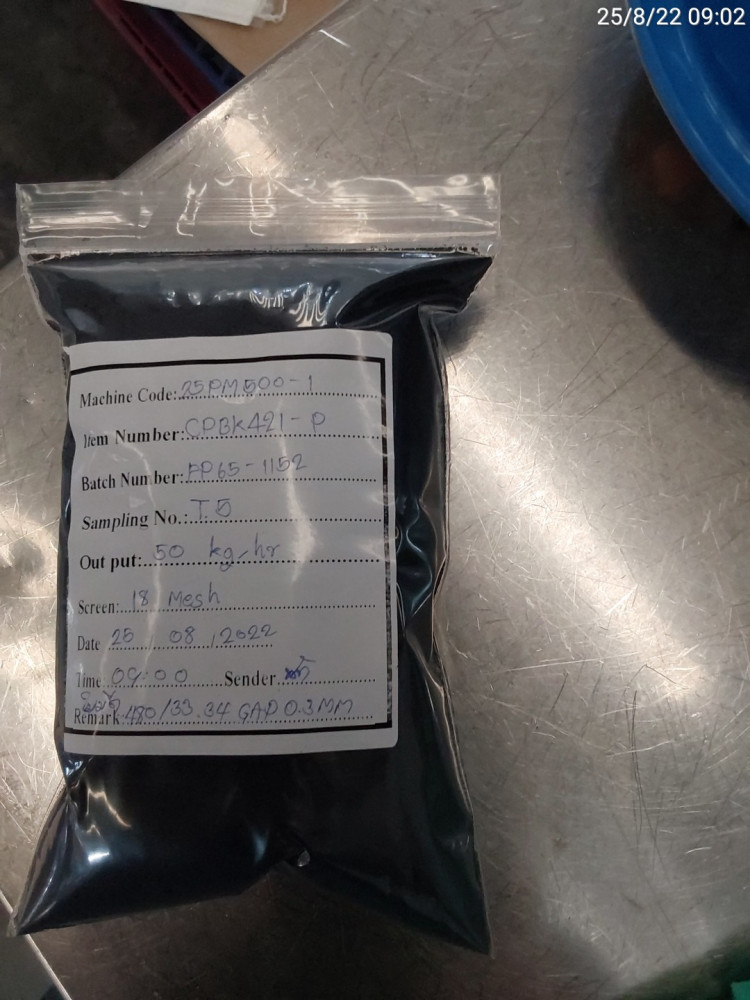 25/8/22 09:02
Machine Code: 25PM500-1
Item Number: CPBK421-P
Batch Number: FP65-1152
Sampling No.: T5
Out put: 50 kg/hr
Screen: 18 Mesh
Date 25 08 2022
Time 09:00 Sender
Remark 480/33.34 GAP 0.3MM